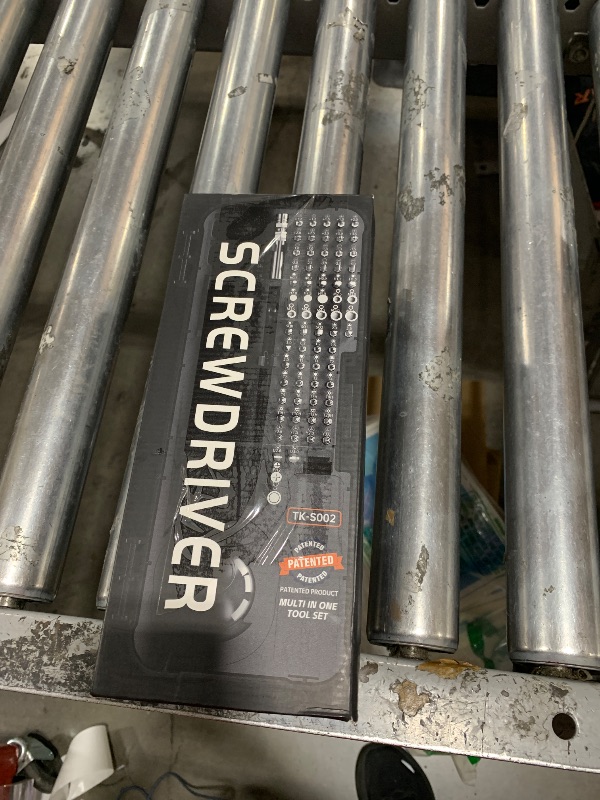 SCREWDRIVER
TK-S002
PATENTED
PATENTED
PATENTED
PATENTED PRODUCT
MULTI IN ONE
TOOL SET